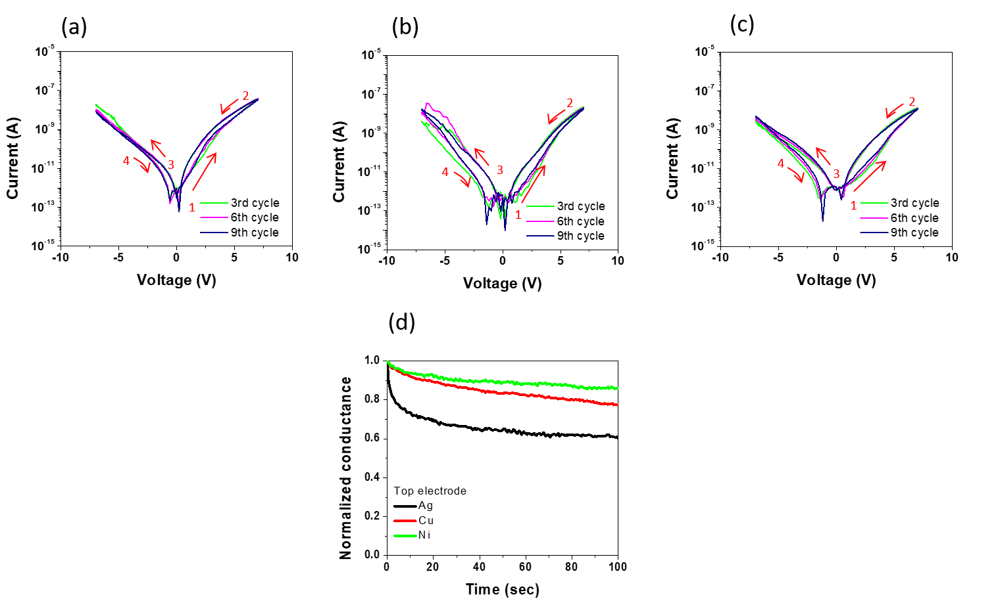 (a)
10-5
10-7
10-9
10-11
10-13
10-15
-10
-5
0
5
10
Current (A)
Voltage (V)
1
2
3
4
3rd cycle
6th cycle
9th cycle
(b)
10-5
10-7
10-9
10-11
10-13
10-15
-10
-5
0
5
10
Current (A)
Voltage (V)
1
2
3
4
3rd cycle
6th cycle
9th cycle
(c)
10-5
10-7
10-9
10-11
10-13
10-15
-10
-5
0
5
10
Current (A)
Voltage (V)
1
2
3
4
3rd cycle
6th cycle
9th cycle
(d)
1.0
0.8
0.6
0.4
0.2
0.0
0
20
40
60
80
100
Normalized conductance
Time (sec)
Top electrode
Ag
Cu
Ni